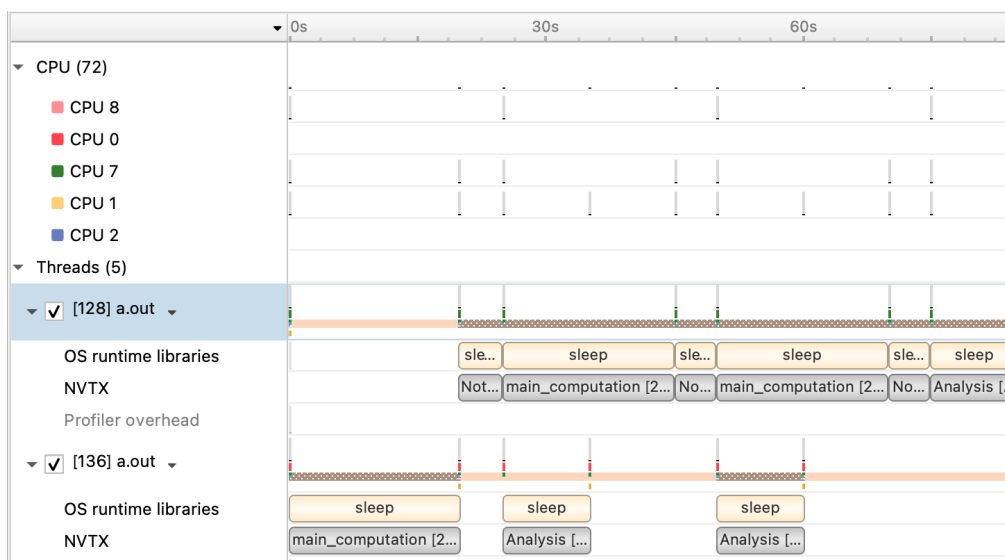 0s 30s 60s
CPU (72)
CPU 8
CPU 0
CPU 7
CPU 1
CPU 2
Threads (5)
[128] a.out
OS runtime libraries sle... sleep sle... sleep sle... sleep
NVTX Not... main_computation [2... No... main_computation [2... No... Analysis [...
Profiler overhead
[136] a.out
OS runtime libraries sleep sleep sleep
NVTX main_computation [2... Analysis [... Analysis [...